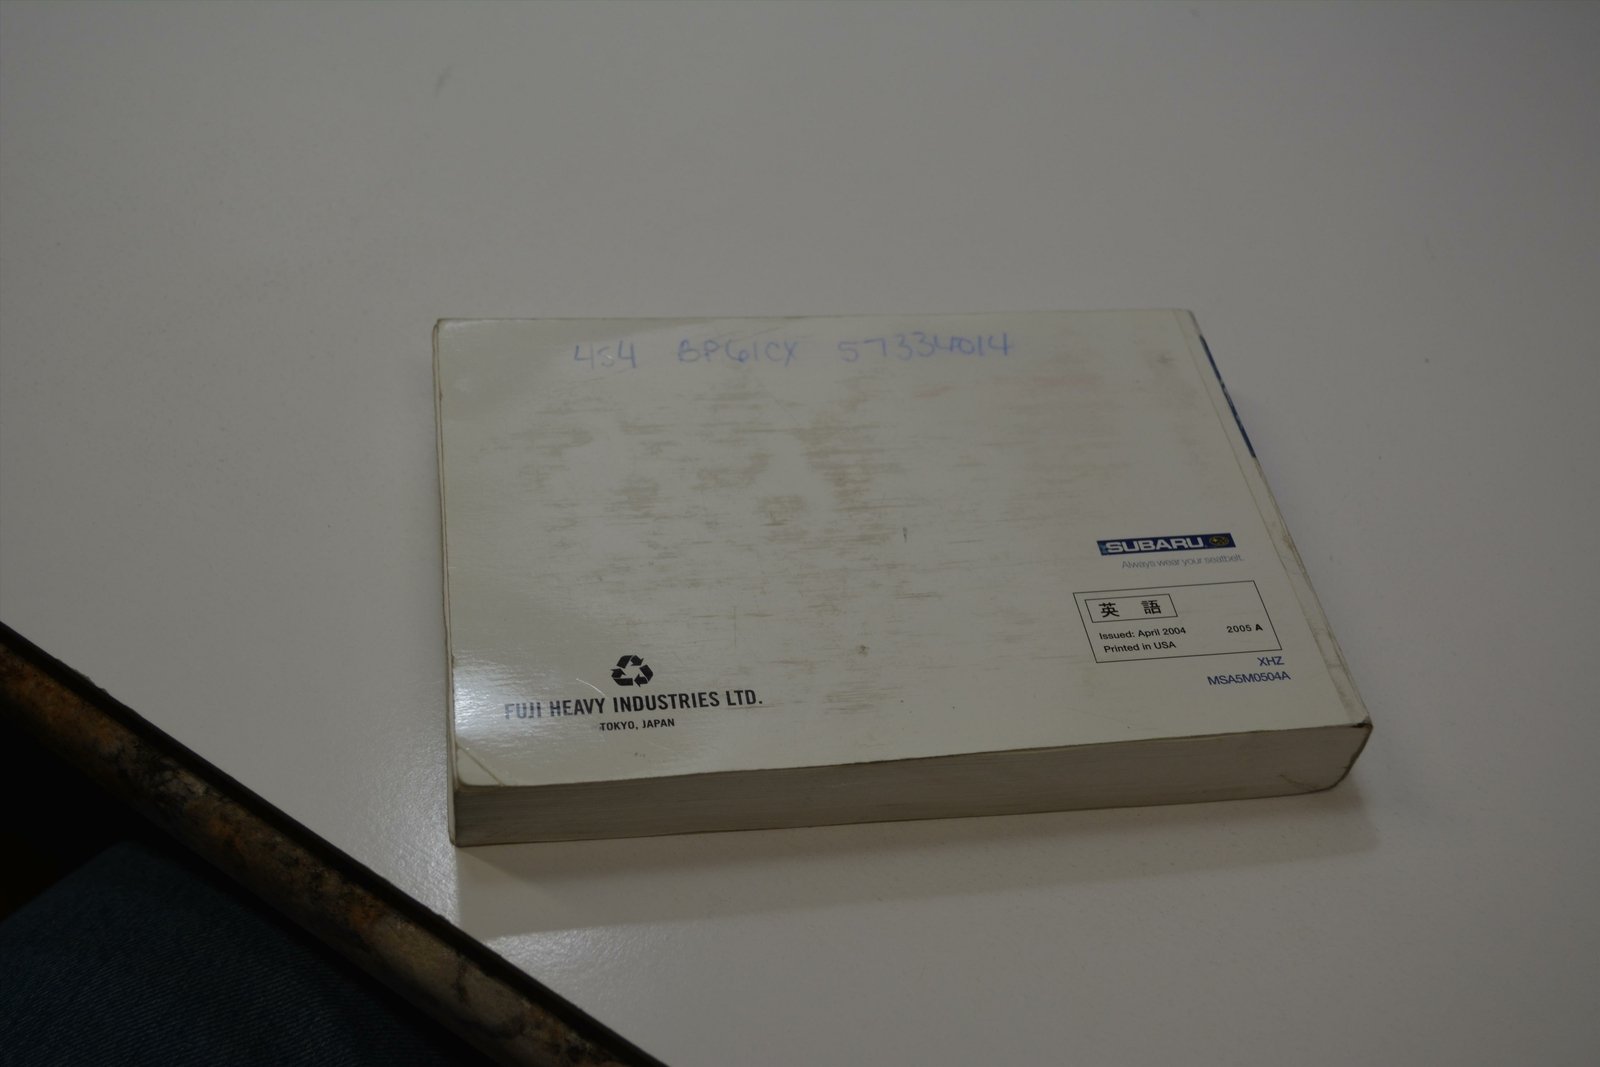 454 BP61CX 57334014
SUBARU
Always wear your seatbelt.
英語
Issued: April 2004 2005 A
Printed in USA
XHZ
MSA5M0504A
FUJI HEAVY INDUSTRIES LTD.
TOKYO, JAPAN